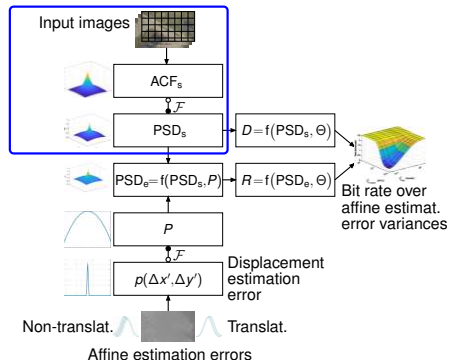 Input images
ACFₛ
ℱ
PSDₛ
D=f(PSDₛ,Θ)
PSDₑ=f(PSDₛ,P)
R=f(PSDₑ,Θ)
Bit rate over
affine estimat.
error variances
P
ℱ
p(Δx′,Δy′)
Displacement
estimation
error
Non-translat.
Translat.
Affine estimation errors